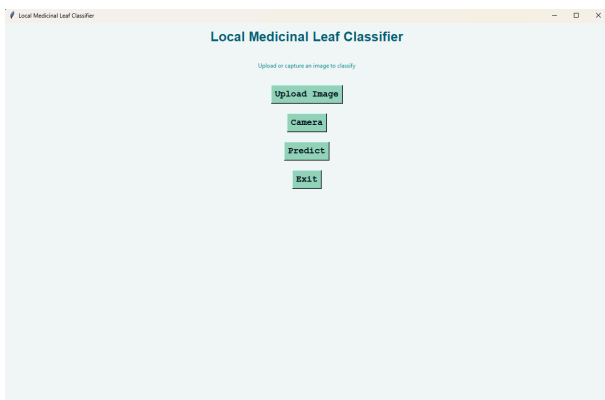 Local Medicinal Leaf Classifier
Local Medicinal Leaf Classifier
Upload or capture an image to classify
Upload Image
Camera
Predict
Exit